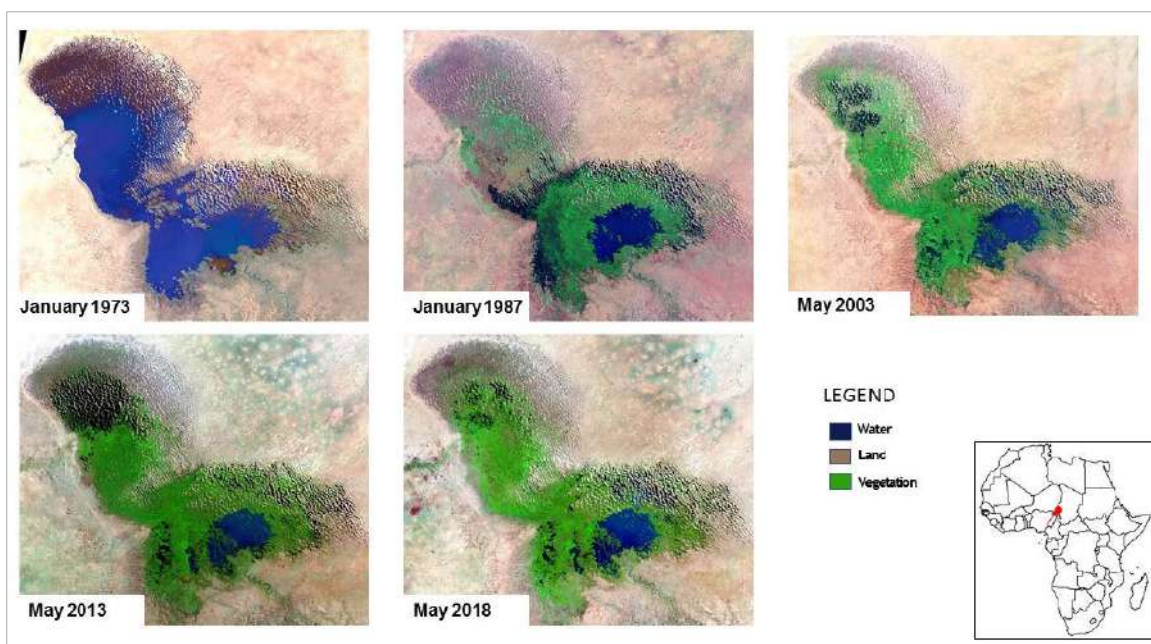 January 1973
January 1987
May 2003
May 2013
May 2018
LEGEND
Water
Land
Vegetation